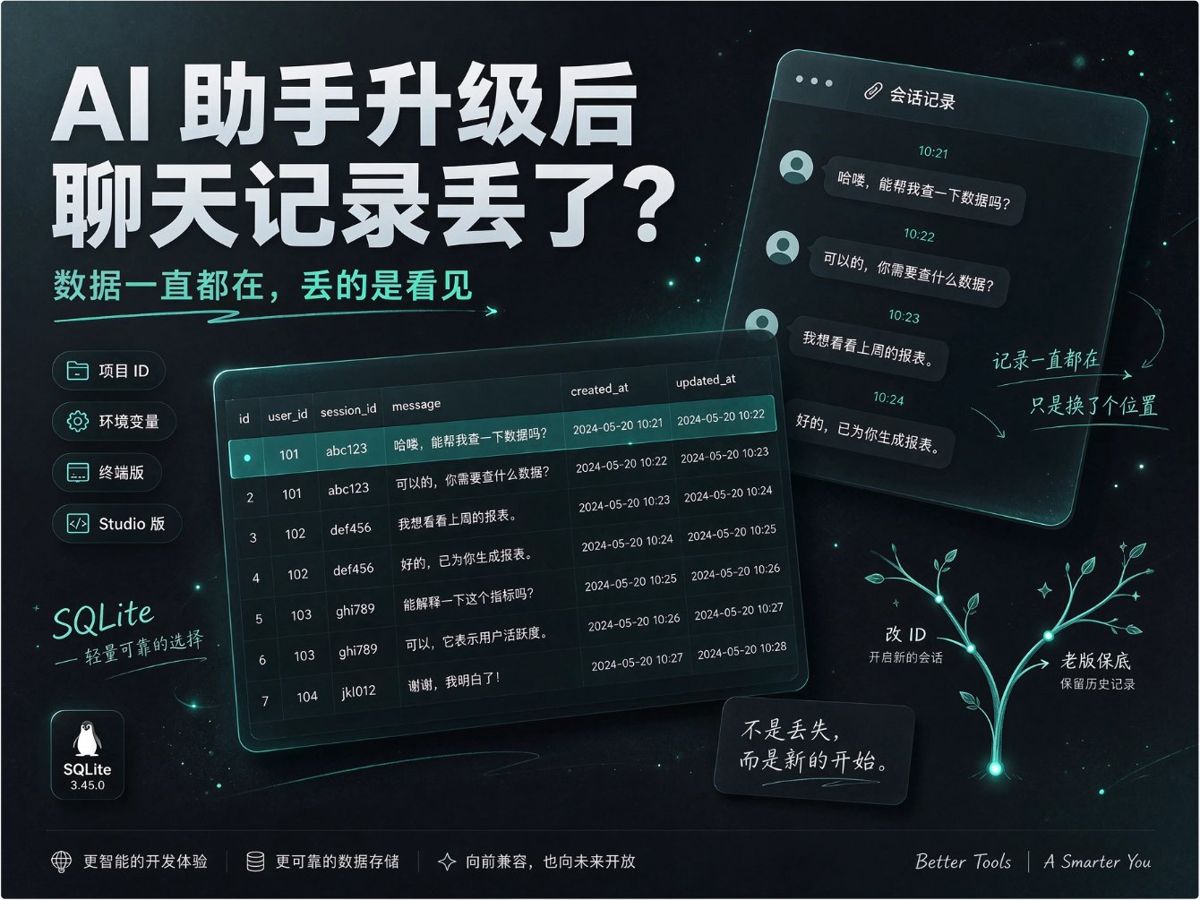 AI 助手升级后
聊天记录丢了?
数据一直都在，丢的是看见
项目 ID
环境变量
终端版
Studio 版
SQLite
— 轻量可靠的选择
SQLite
3.45.0
会话记录
10:21
哈喽，能帮我查一下数据吗?
10:22
可以的，你需要查什么数据?
10:23
我想看看上周的报表。
10:24
好的，已为你生成报表。
记录一直都在
只是换了个位置
id user_id session_id message created_at updated_at
101 abc123 哈喽，能帮我查一下数据吗? 2024-05-20 10:21 2024-05-20 10:22
2 101 abc123 可以的，你需要查什么数据? 2024-05-20 10:22 2024-05-20 10:23
3 102 def456 我想看看上周的报表。 2024-05-20 10:23 2024-05-20 10:24
4 102 def456 好的，已为你生成报表。 2024-05-20 10:24 2024-05-20 10:25
5 103 ghi789 能解释一下这个指标吗? 2024-05-20 10:25 2024-05-20 10:26
6 103 ghi789 可以，它表示用户活跃度。 2024-05-20 10:26 2024-05-20 10:27
7 104 jkl012 谢谢，我明白了! 2024-05-20 10:27 2024-05-20 10:28
改 ID
开启新的会话
老版保底
保留历史记录
不是丢失，
而是新的开始。
更智能的开发体验
更可靠的数据存储
向前兼容，也向未来开放
Better Tools | A Smarter You